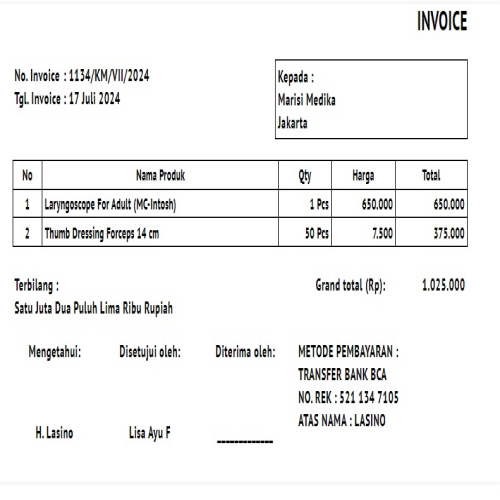 INVOICE
No. Invoice : 1134/KM/VII/2024
Tgl. Invoice : 17 Juli 2024
Kepada :
Marisi Medika
Jakarta
No Nama Produk Qty Harga Total
1 Laryngoscope For Adult (MC-Intosh) 1 Pcs 650.000 650.000
2 Thumb Dressing Forceps 14 cm 50 Pcs 7.500 375.000
Terbilang : Grand total (Rp): 1.025.000
Satu Juta Dua Puluh Lima Ribu Rupiah
Mengetahui: Disetujui oleh: Diterima oleh:
H. Lasino Lisa Ayu F
METODE PEMBAYARAN :
TRANSFER BANK BCA
NO. REK : 521 134 7105
ATAS NAMA : LASINO